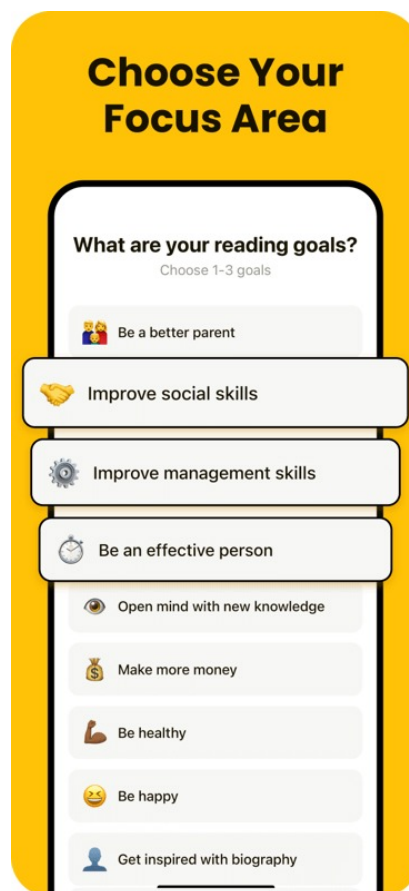 Choose Your
Focus Area
What are your reading goals?
Choose 1-3 goals
Be a better parent
Improve social skills
Improve management skills
Be an effective person
Open mind with new knowledge
Make more money
Be healthy
Be happy
Get inspired with biography